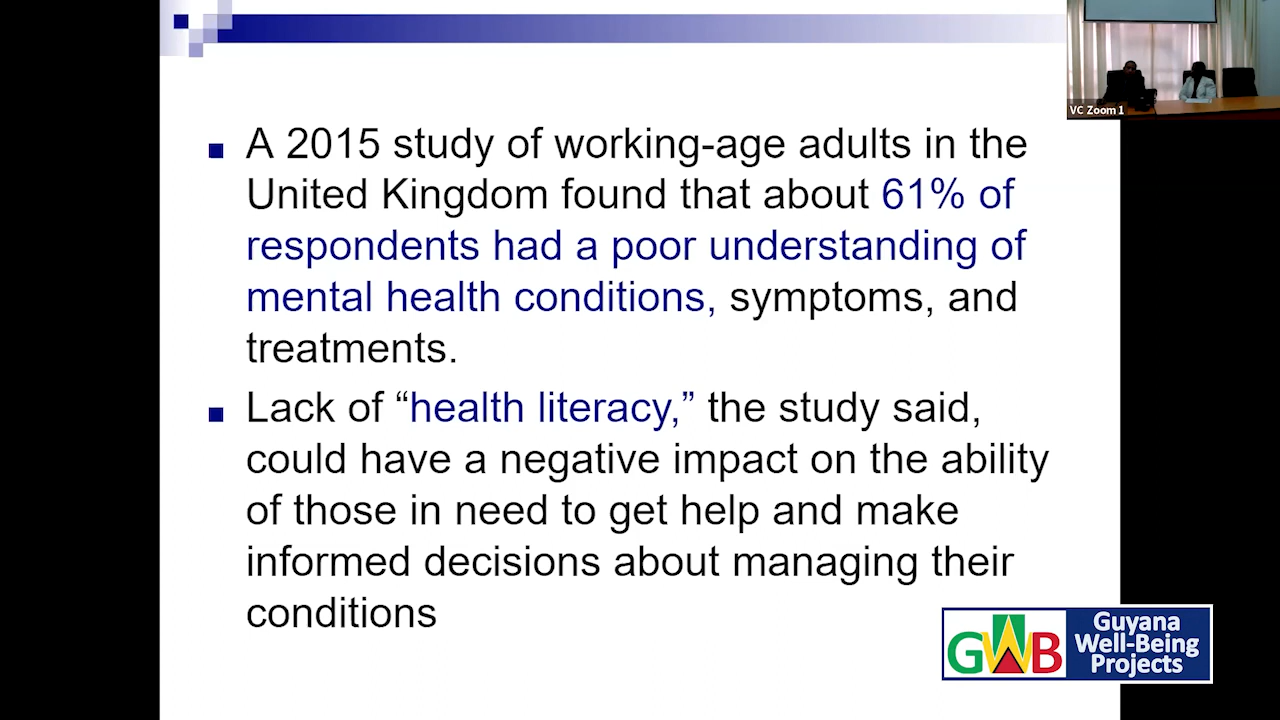 VC Zoom 1
■ A 2015 study of working-age adults in the
United Kingdom found that about 61% of
respondents had a poor understanding of
mental health conditions, symptoms, and
treatments.
■ Lack of “health literacy,” the study said,
could have a negative impact on the ability
of those in need to get help and make
informed decisions about managing their
conditions
GWB
Guyana
Well-Being
Projects